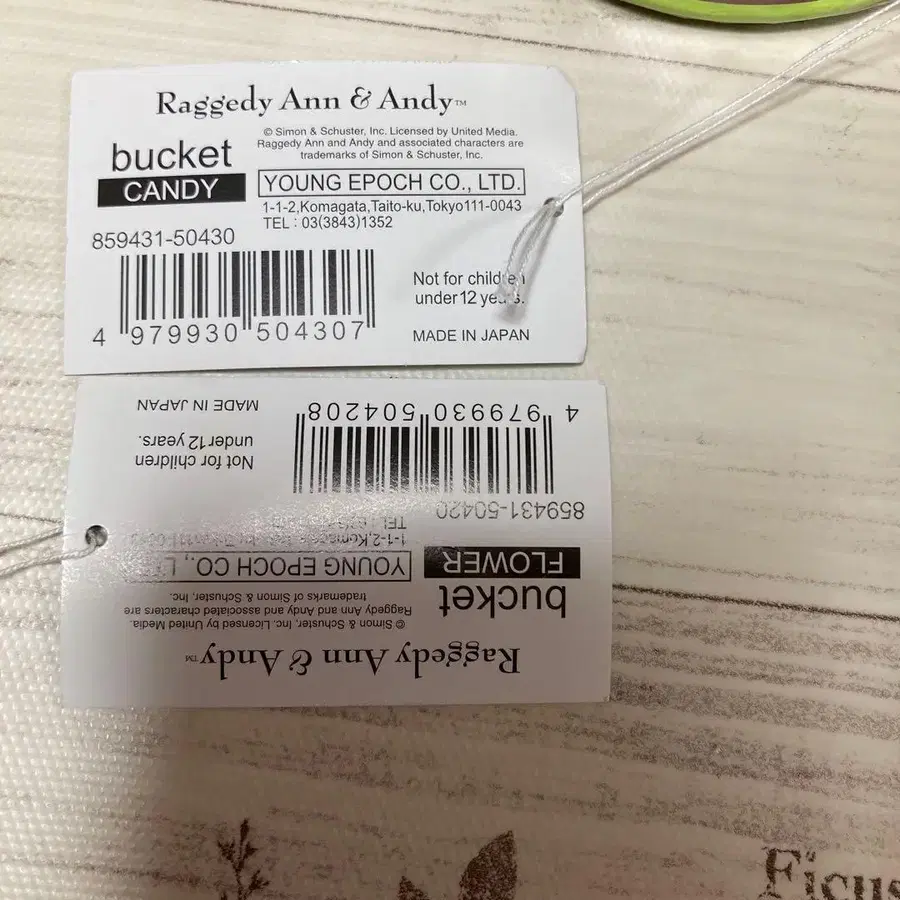 Raggedy Ann & Andy™
© Simon & Schuster, Inc. Licensed by United Media.
Raggedy Ann and Andy and associated characters are
trademarks of Simon & Schuster, Inc.
bucket
CANDY
YOUNG EPOCH CO., LTD.
1-1-2,Komagata,Taito-ku,Tokyo111-0043
TEL : 03(3843)1352
859431-50430
4 979930 504307
Not for children
under 12 years.
MADE IN JAPAN
Raggedy Ann & Andy™
© Simon & Schuster, Inc. Licensed by United Media.
Raggedy Ann and Andy and associated characters are
trademarks of Simon & Schuster, Inc.
bucket
FLOWER
YOUNG EPOCH CO.,
1-1-2,
TEL :
859431-50420
4 979930 504208
Not for children
under 12 years.
MADE IN JAPAN
Ficus